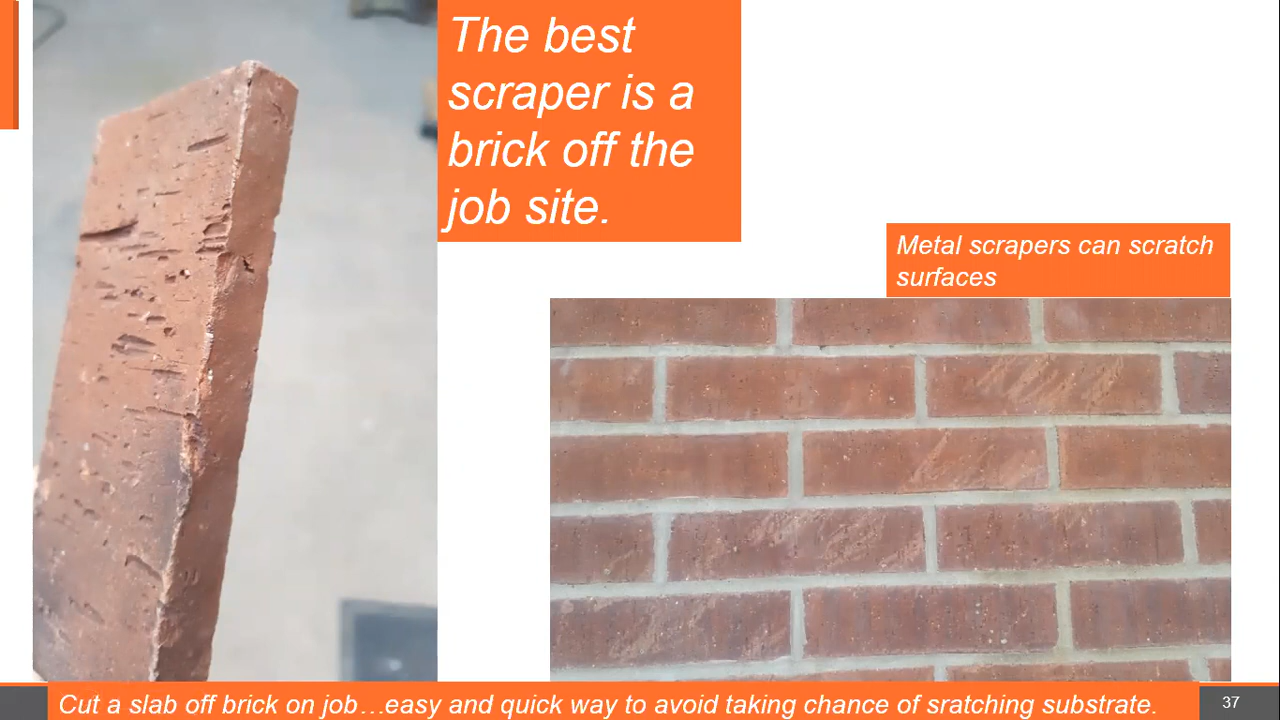 The best
scraper is a
brick off the
job site.
Metal scrapers can scratch
surfaces
Cut a slab off brick on job…easy and quick way to avoid taking chance of sratching substrate.
37